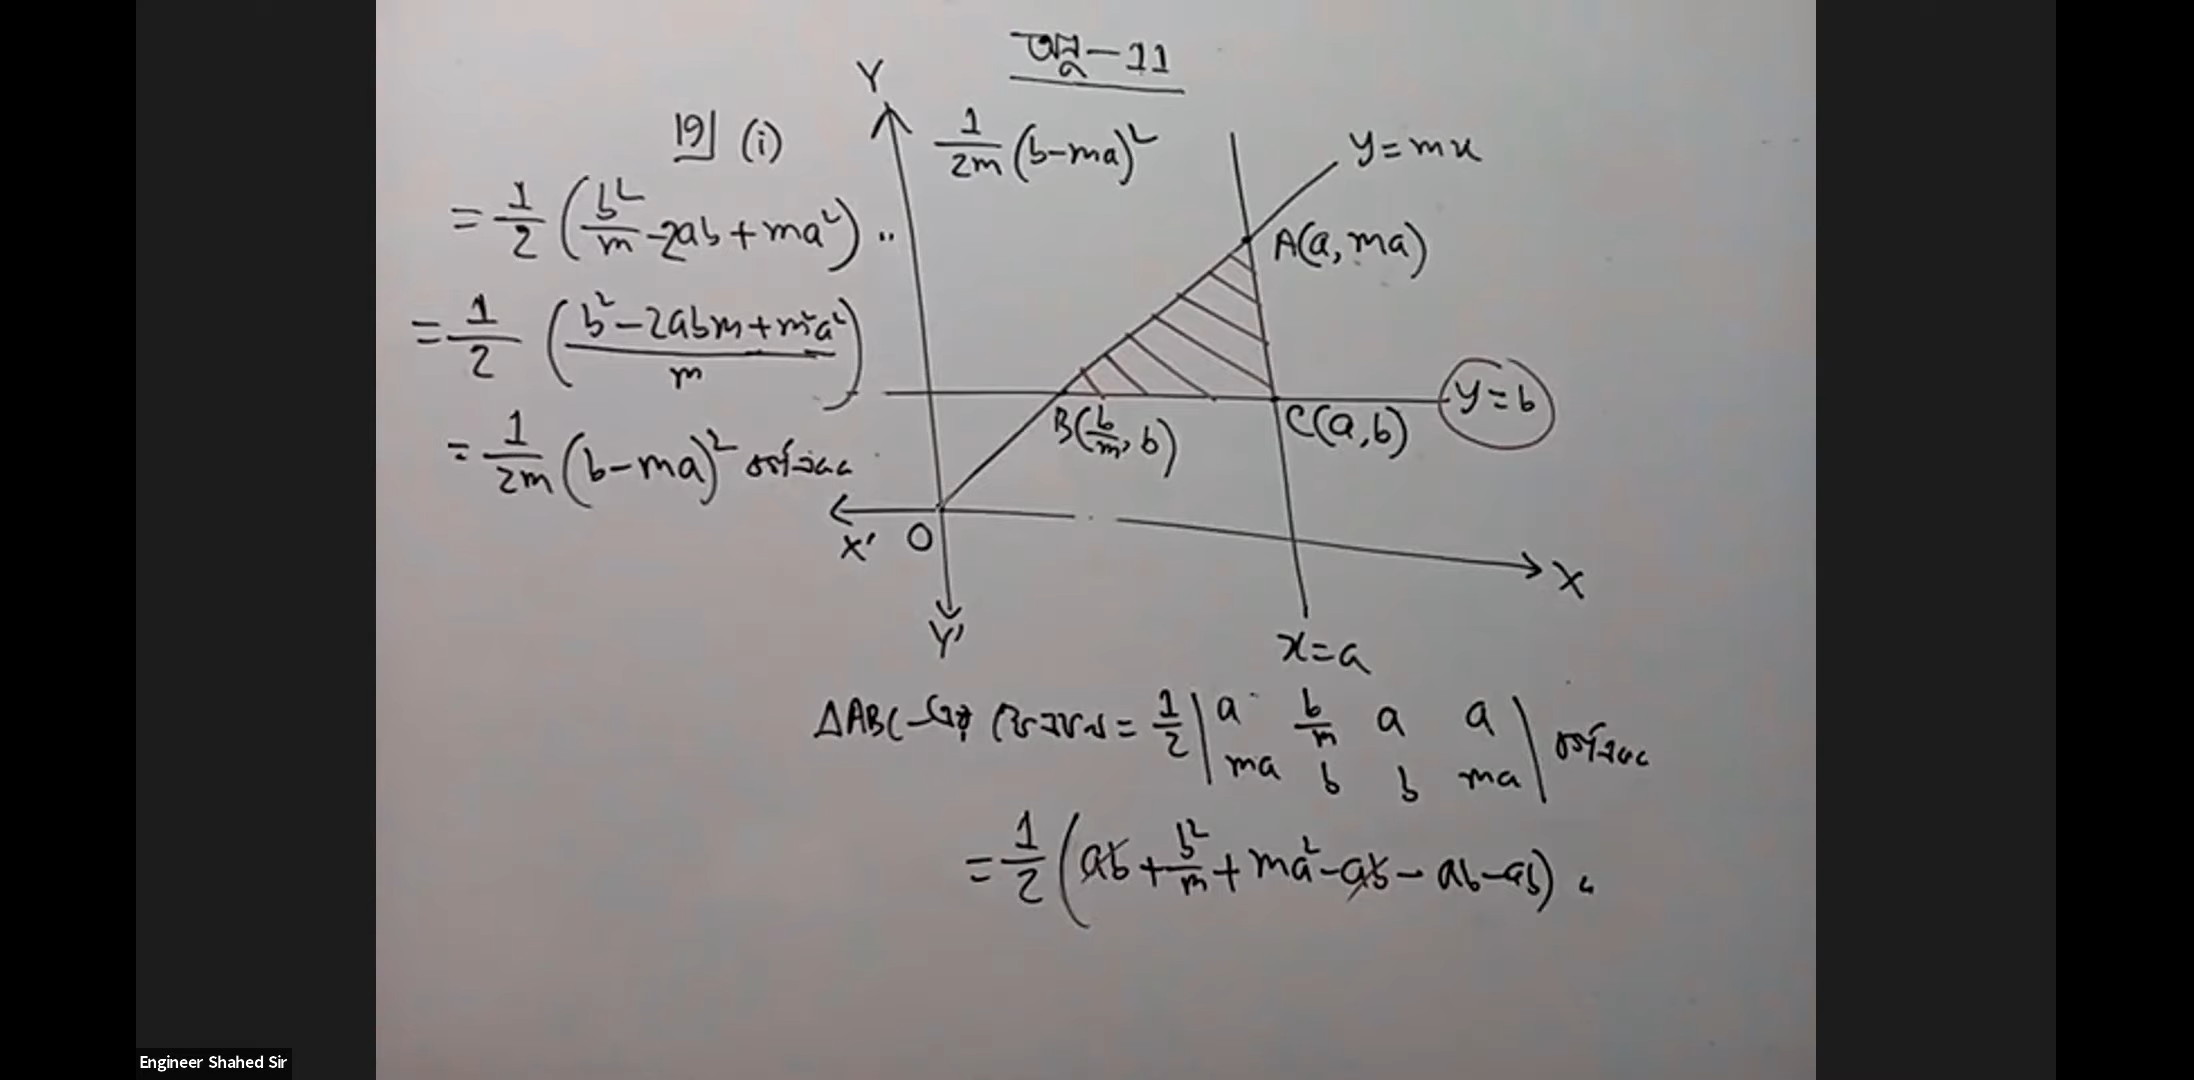 অনু-11
19] (i)
Y
1/2m (b-ma)²
y=mx
= 1/2 (b²/m -2ab+ma²) "
A(a, ma)
= 1/2 ((b²-2abm+m²a²)/m)
y=b
B(b/m, b)
C(a,b)
= 1/2m (b-ma)² বর্গএকক
X' O
X
Y'
x=a
ΔABC-এর ক্ষেত্রফল = 1/2 | a b/m a a | বর্গএকক
ma b b ma
= 1/2 (ab + b²/m + ma² - ab - ab - ab) "
Engineer Shahed Sir